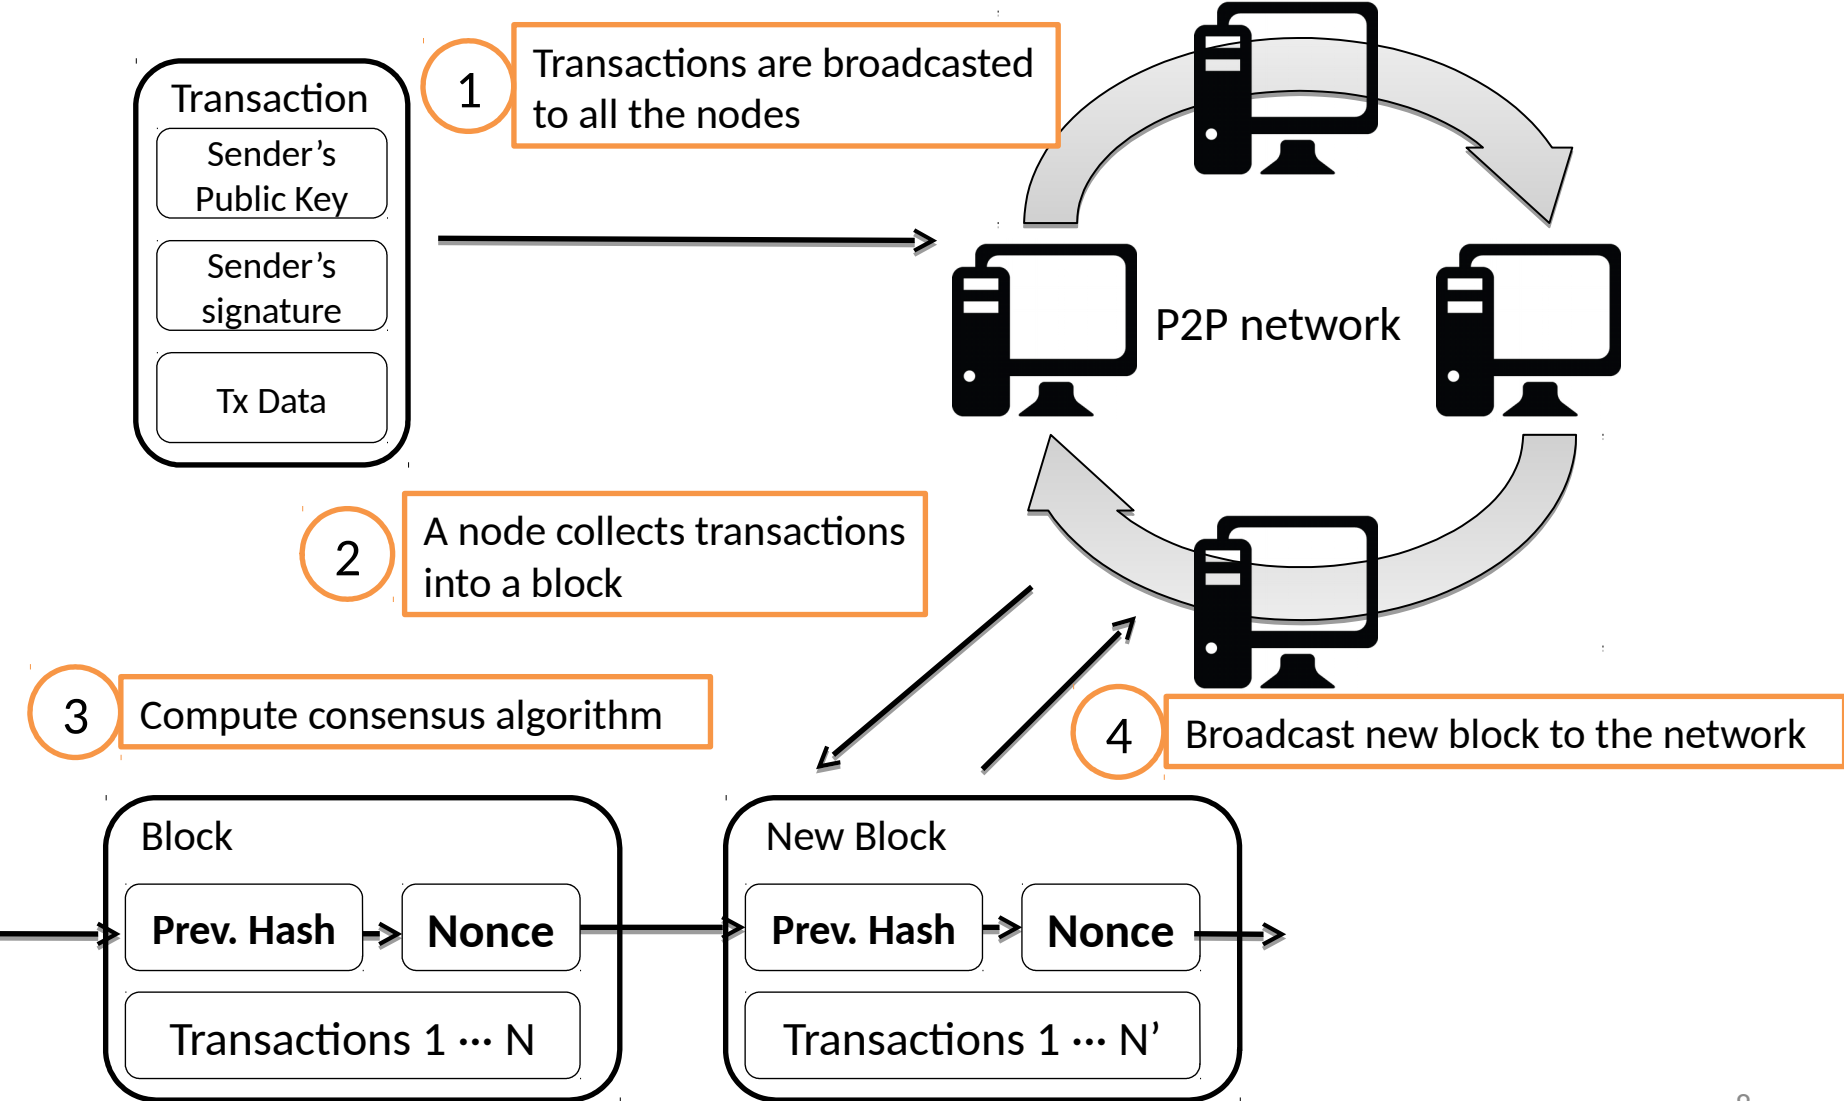 1
Transactions are broadcasted
to all the nodes
Transaction
Sender’s
Public Key
Sender’s
signature
Tx Data
P2P network
2
A node collects transactions
into a block
3
Compute consensus algorithm
4
Broadcast new block to the network
Block
Prev. Hash
Nonce
Transactions 1 ··· N
New Block
Prev. Hash
Nonce
Transactions 1 ··· N’